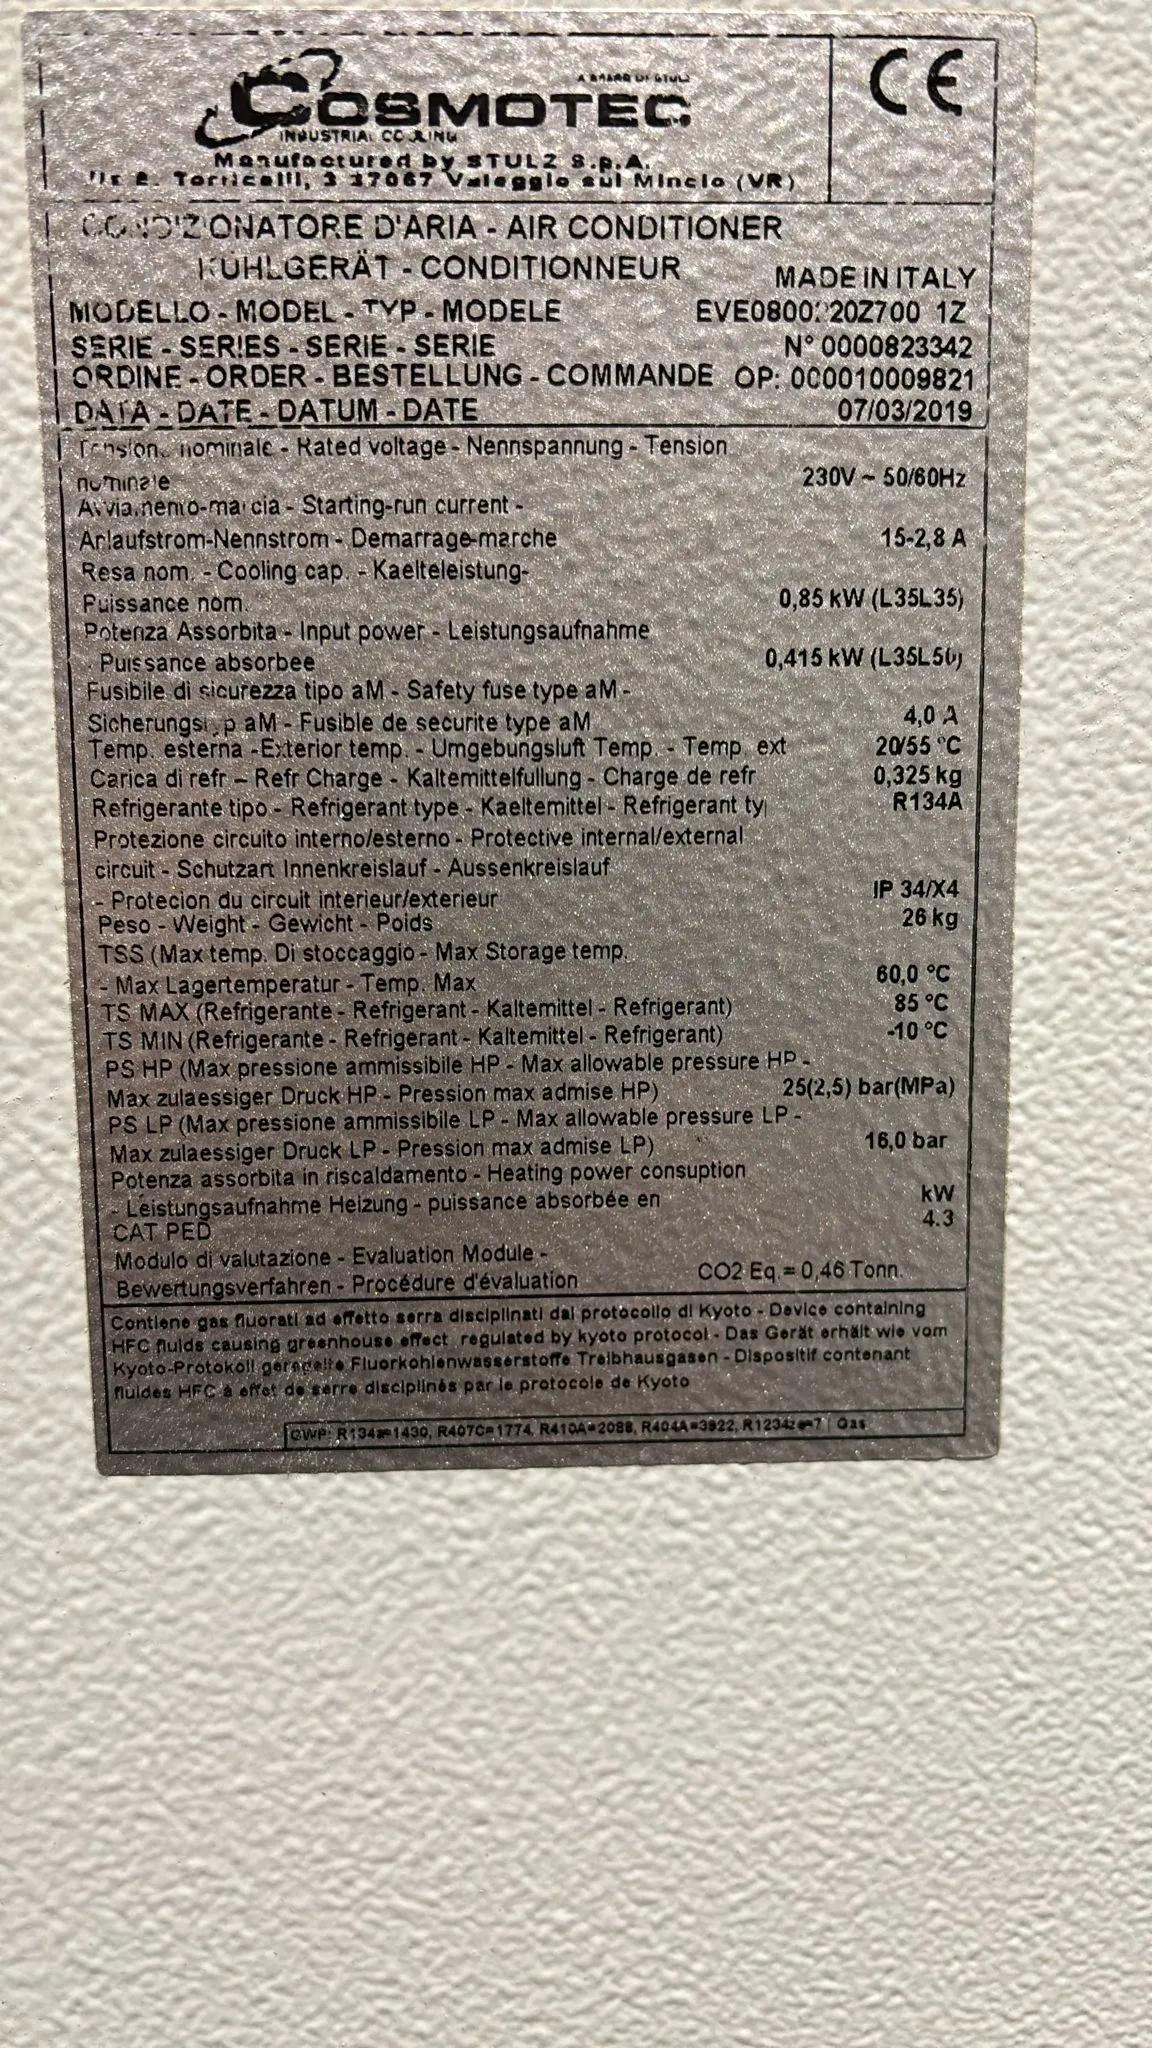 A BRAND DI STULZ
COSMOTEC
INDUSTRIAL COOLING
Manufactured by STULZ S.p.A.
E. Torricelli, 3 37067 Valeggio sul Mincio (VR)
CE
CONDIZIONATORE D'ARIA - AIR CONDITIONER
KÜHLGERÄT - CONDITIONNEUR
MADE IN ITALY
MODELLO - MODEL - TYP - MODELE
SERIE - SERIES - SERIE - SERIE N° 0000823342
ORDINE - ORDER - BESTELLUNG - COMMANDE OP: 000010009821
DATA - DATE - DATUM - DATE 07/03/2019
Tensione nominale - Rated voltage - Nennspannung - Tension
nominale 230V ~ 50/60Hz
Avviamento-marcia - Starting-run current -
Anlaufstrom-Nennstrom - Demarrage-marche 15-2,8 A
Resa nom. - Cooling cap. - Kaelteleistung-
Puissance nom. 0,85 kW (L35L35)
Potenza Assorbita - Input power - Leistungsaufnahme
- Puissance absorbee 0,415 kW (L35L50)
Fusibile di sicurezza tipo aM - Safety fuse type aM -
aM - Fusible de securite type aM 4,0 A
Temp. esterna -Exterior temp. - Umgebungsluft Temp. - Temp. ext 20/55 °C
Carica di refr – Refr Charge - Kaltemittelfullung - Charge de refr 0,325 kg
Refrigerante tipo - Refrigerant type - Kaeltemittel - Refrigerant ty R134A
Protezione circuito interno/esterno - Protective internal/external
circuit - Schutzart Innenkreislauf - Aussenkreislauf
- Protecion du circuit interieur/exterieur IP 34/X4
Peso - Weight - Gewicht - Poids 26 kg
TSS (Max temp. Di stoccaggio - Max Storage temp.
- Max Lagertemperatur - Temp. Max 60,0 °C
TS MAX (Refrigerante - Refrigerant - Kaltemittel - Refrigerant) 85 °C
TS MIN (Refrigerante - Refrigerant - Kaltemittel - Refrigerant) -10 °C
PS HP (Max pressione ammissibile HP - Max allowable pressure HP -
Max zulaessiger Druck HP - Pression max admise HP) 25(2,5) bar(MPa)
PS LP (Max pressione ammissibile LP - Max allowable pressure LP -
Max zulaessiger Druck LP - Pression max admise LP) 16,0 bar
Potenza assorbita in riscaldamento - Heating power consuption
- Leistungsaufnahme Heizung - puissance absorbée en kW
CAT PED 4.3
Modulo di valutazione - Evaluation Module -
Bewertungsverfahren - Procédure d'évaluation CO2 Eq.= 0,46 Tonn.
Contiene gas fluorati ad effetto serra disciplinati dal protocollo di Kyoto - Device containing
HFC fluids causing greenhouse effect regulated by kyoto protocol - Das Gerät erhält wie vom
Kyoto-Protokoll geregelte Fluorkohlenwasserstoffe Treibhausgasen - Dispositif contenant
fluides HFC à effet de serre disciplinés par le protocole de Kyoto
GWP: R134a=1430, R407C=1774, R410A=2088, R404A=3922, R1234ze=7 Gas